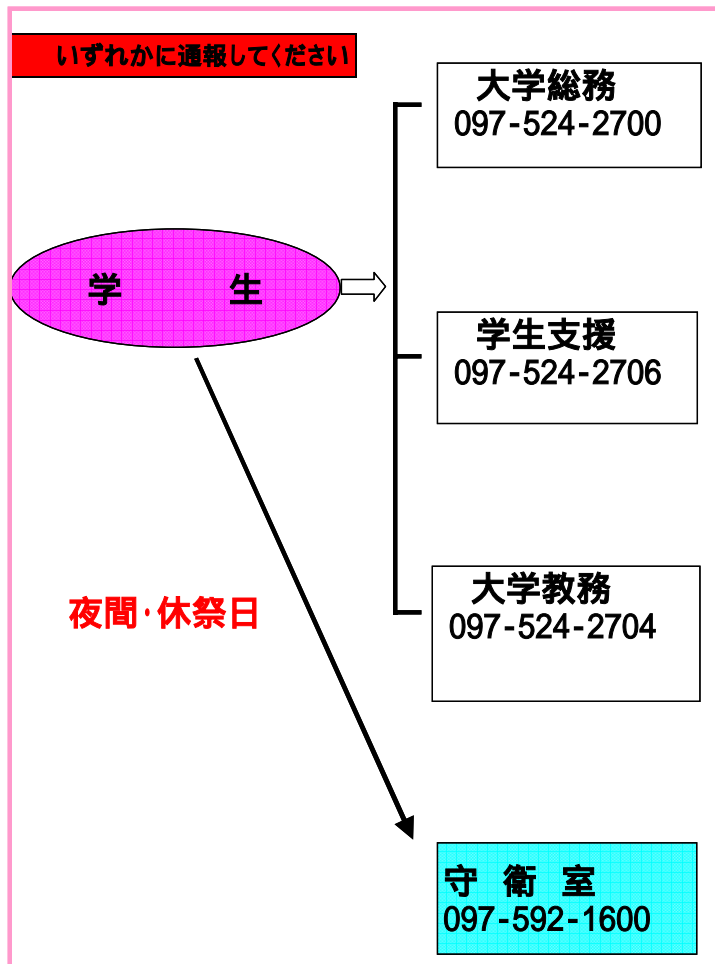 いずれかに通報してください
大学総務
097-524-2700
学生
学生支援
097-524-2706
大学教務
097-524-2704
夜間・休祭日
守衛室
097-592-1600